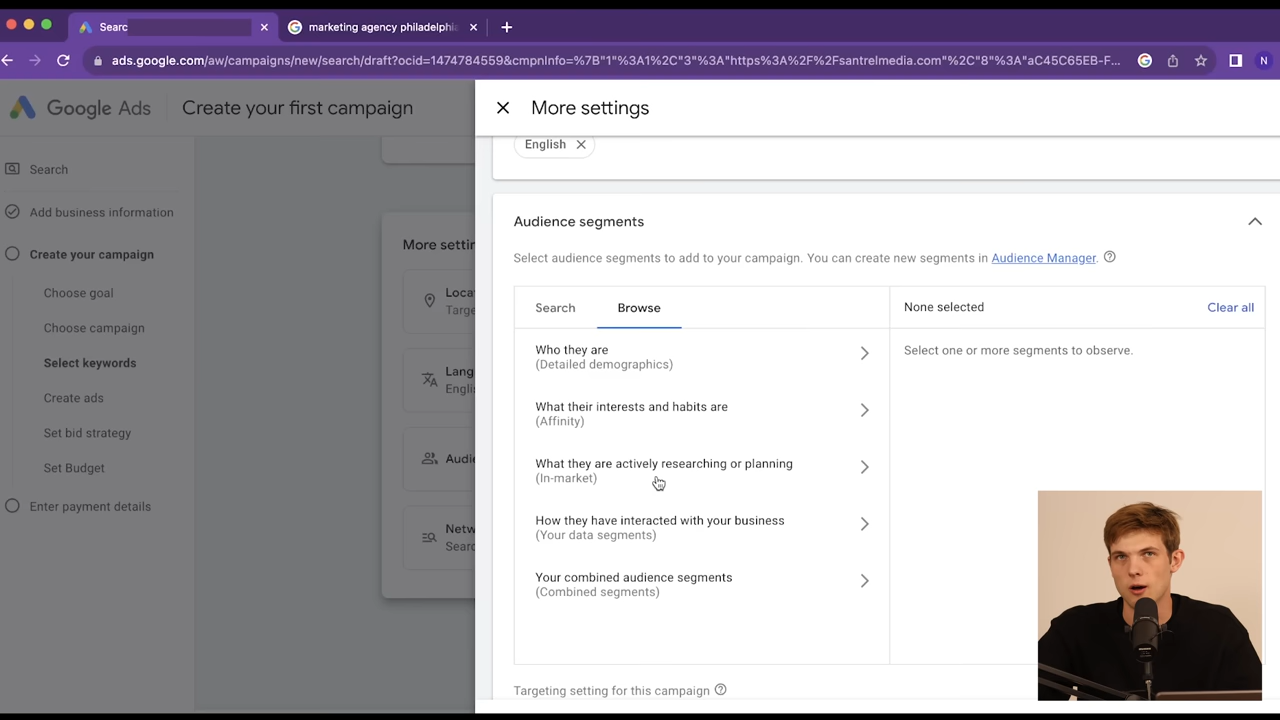 Searc
marketing agency philadelphi
ads.google.com/aw/campaigns/new/search/draft?ocid=1474784559&cmpnInfo=%7B"1"%3A1%2C"3"%3A"https%3A%2F%2Fsantrelmedia.com"%2C"8"%3A"aC45C65EB-F...
N
Google Ads
Create your first campaign
More settings
Search
Add business information
Create your campaign
Choose goal
Choose campaign
Select keywords
Create ads
Set bid strategy
Set Budget
Enter payment details
More settin
Loca
Targe
Lang
Englis
Audie
Netw
Searc
English
Audience segments
Select audience segments to add to your campaign. You can create new segments in Audience Manager.
Search
Browse
None selected
Clear all
Who they are
(Detailed demographics)
Select one or more segments to observe.
What their interests and habits are
(Affinity)
What they are actively researching or planning
(In-market)
How they have interacted with your business
(Your data segments)
Your combined audience segments
(Combined segments)
Targeting setting for this campaign